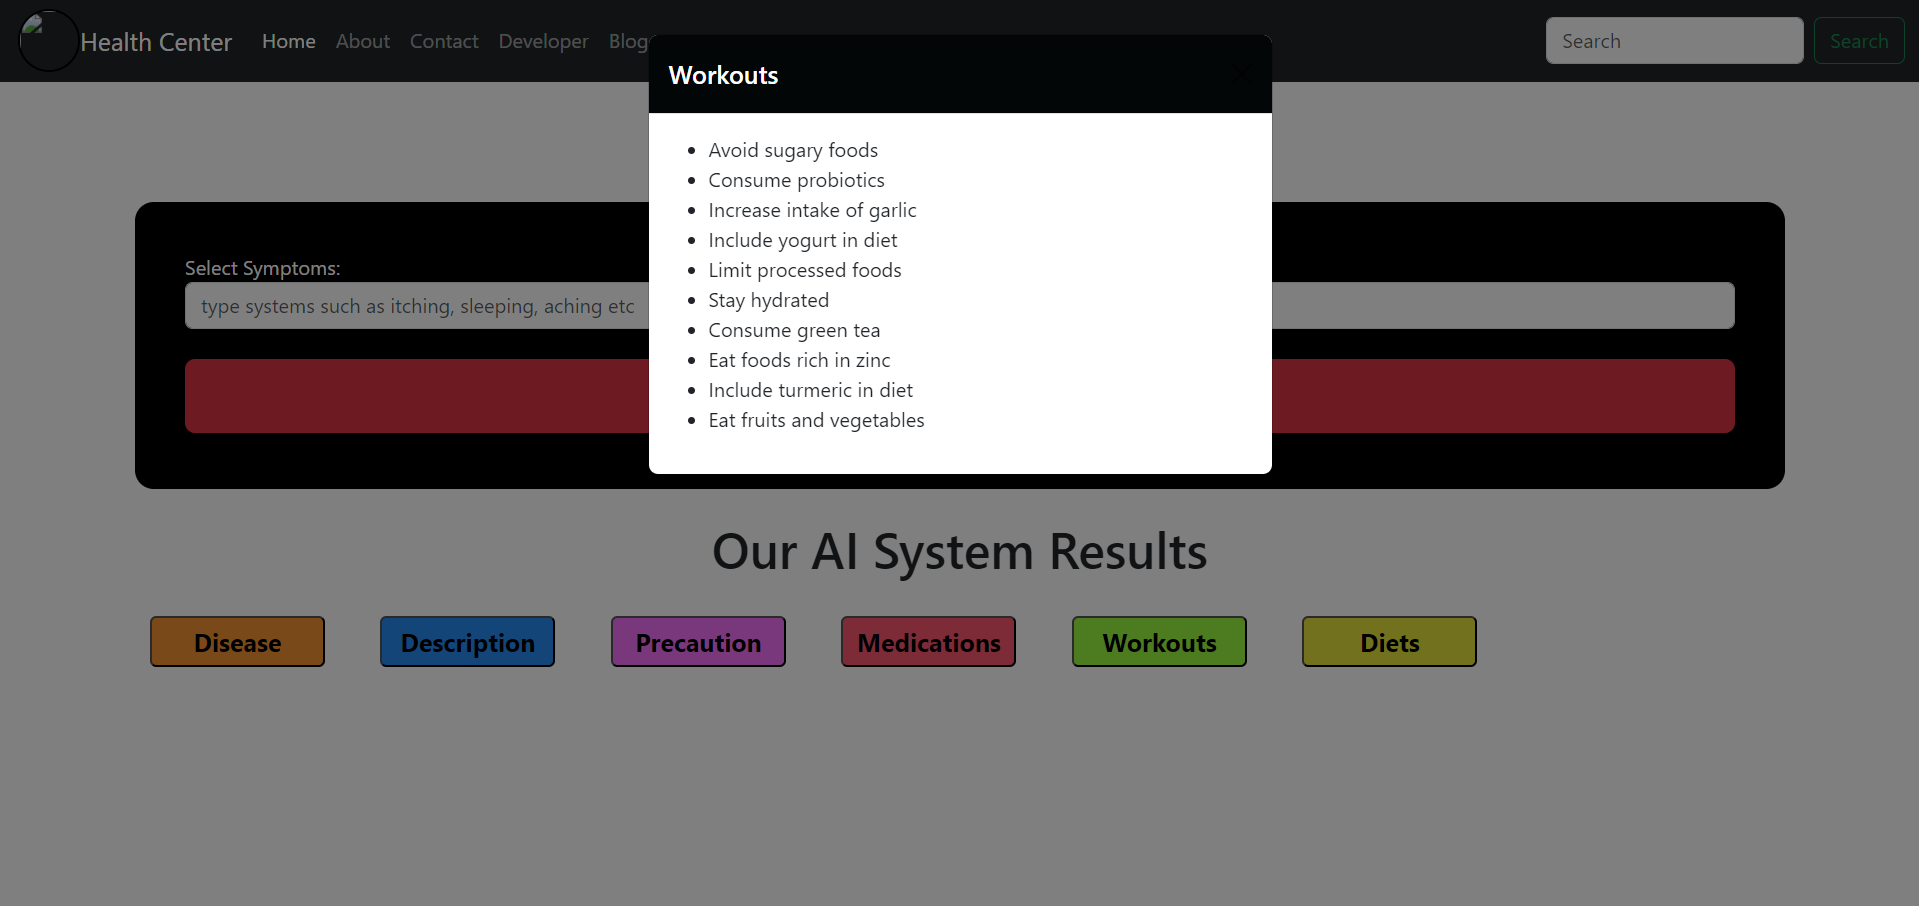 Health Center Home About Contact Developer Blog Search Search
Workouts
Avoid sugary foods
Consume probiotics
Increase intake of garlic
Include yogurt in diet
Limit processed foods
Stay hydrated
Consume green tea
Eat foods rich in zinc
Include turmeric in diet
Eat fruits and vegetables
Select Symptoms:
type systems such as itching, sleeping, aching etc
Our AI System Results
Disease Description Precaution Medications Workouts Diets